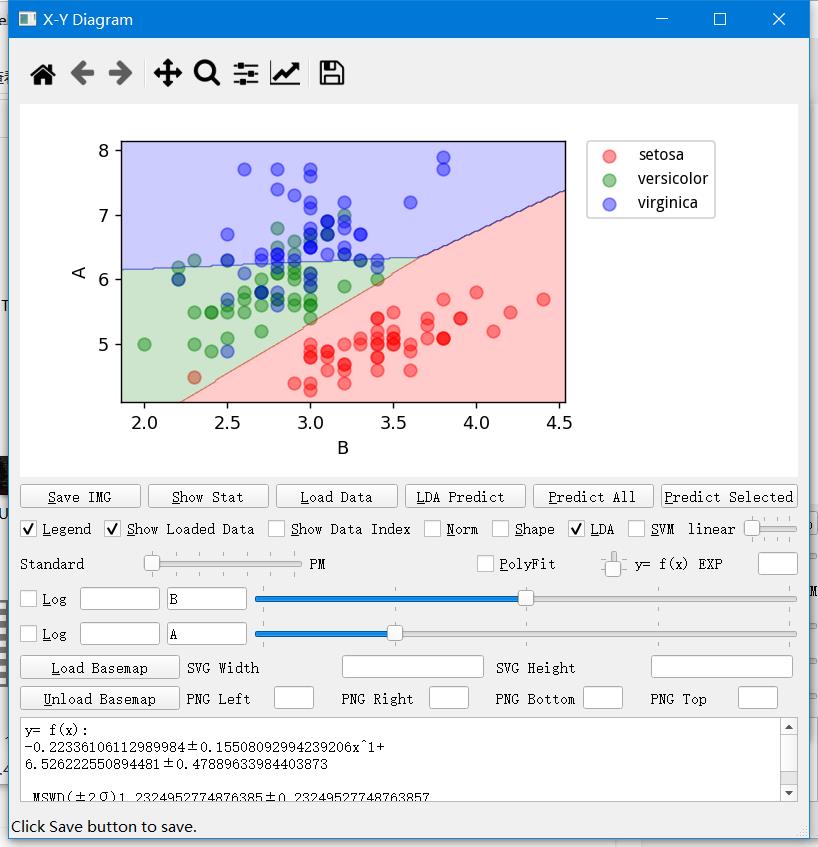 X-Y Diagram
setosa
versicolor
virginica
8
7
6
5
A
2.0 2.5 3.0 3.5 4.0 4.5
B
Save IMG Show Stat Load Data LDA Predict Predict All Predict Selected
Legend Show Loaded Data Show Data Index Norm Shape LDA SVM linear
Standard PM PolyFit y= f(x) EXP
Log B
Log A
Load Basemap SVG Width SVG Height
Unload Basemap PNG Left PNG Right PNG Bottom PNG Top
y= f(x):
-0.22336106112989984±0.15508092994239206x^1+
6.526222550894481±0.47889633984403873
MSWD(±2σ)1.2324952774876385±0.23249527748763857
Click Save button to save.